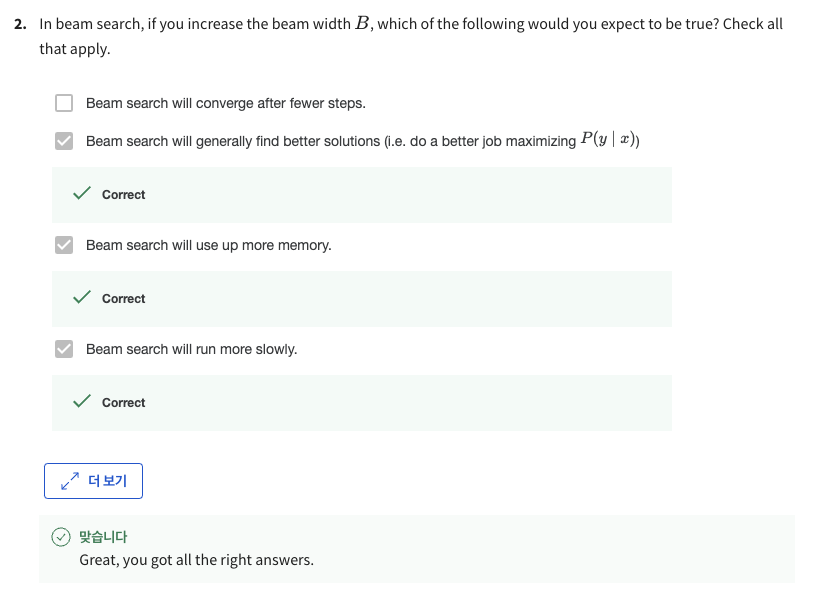 2. In beam search, if you increase the beam width B, which of the following would you expect to be true? Check all
that apply.
Beam search will converge after fewer steps.
Beam search will generally find better solutions (i.e. do a better job maximizing P(y | x))
Correct
Beam search will use up more memory.
Correct
Beam search will run more slowly.
Correct
더 보기
맞습니다
Great, you got all the right answers.